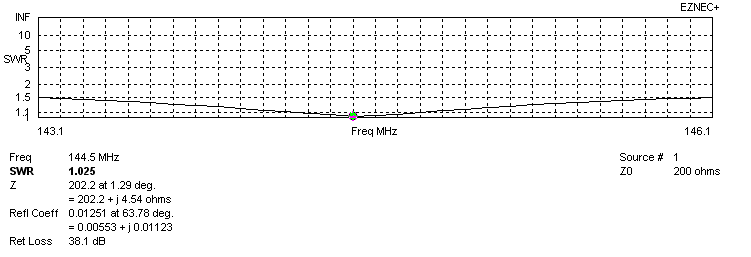 EZNEC+
INF
10
5
SWR
3
2
1.5
1.1
1
143.1
Freq MHz
146.1
Freq 144.5 MHz
SWR 1.025
Z 202.2 at 1.29 deg.
= 202.2 + j 4.54 ohms
Refl Coeff 0.01251 at 63.78 deg.
= 0.00553 + j 0.01123
Ret Loss 38.1 dB
Source # 1
Z0 200 ohms